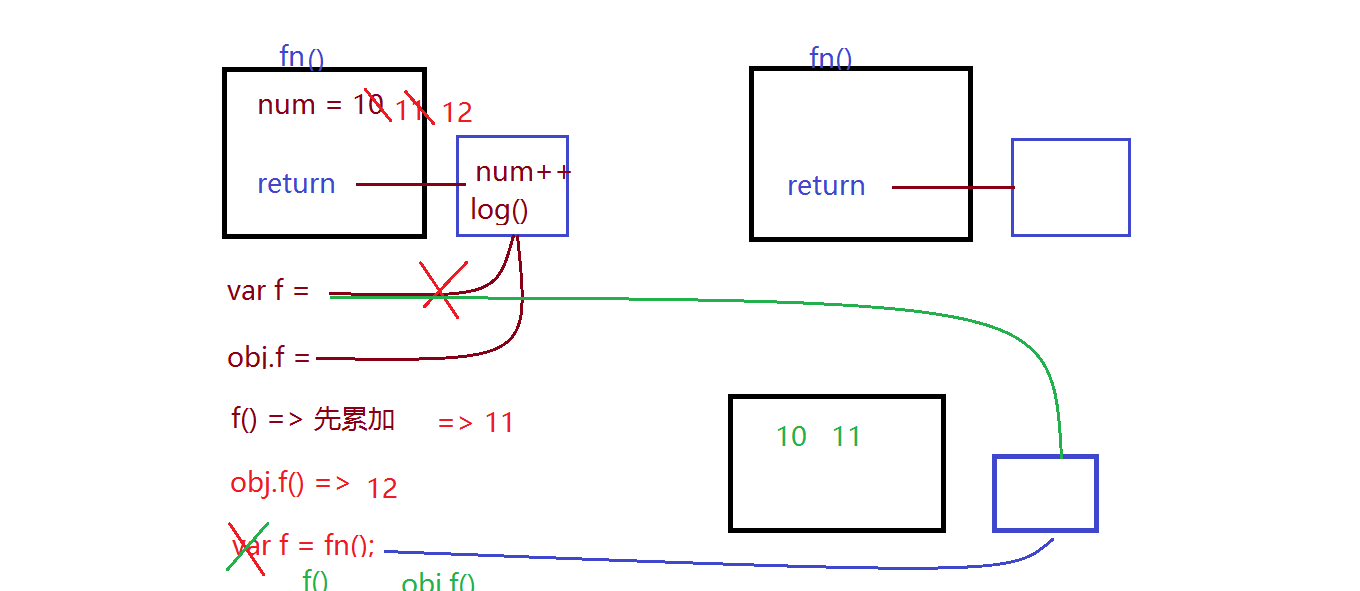 fn()
num = 10 11 12
return
num++
log()
fn()
return
var f =
obj.f =
f() => 先累加 => 11
obj.f() => 12
var f = fn();
f() obj f()
10 11